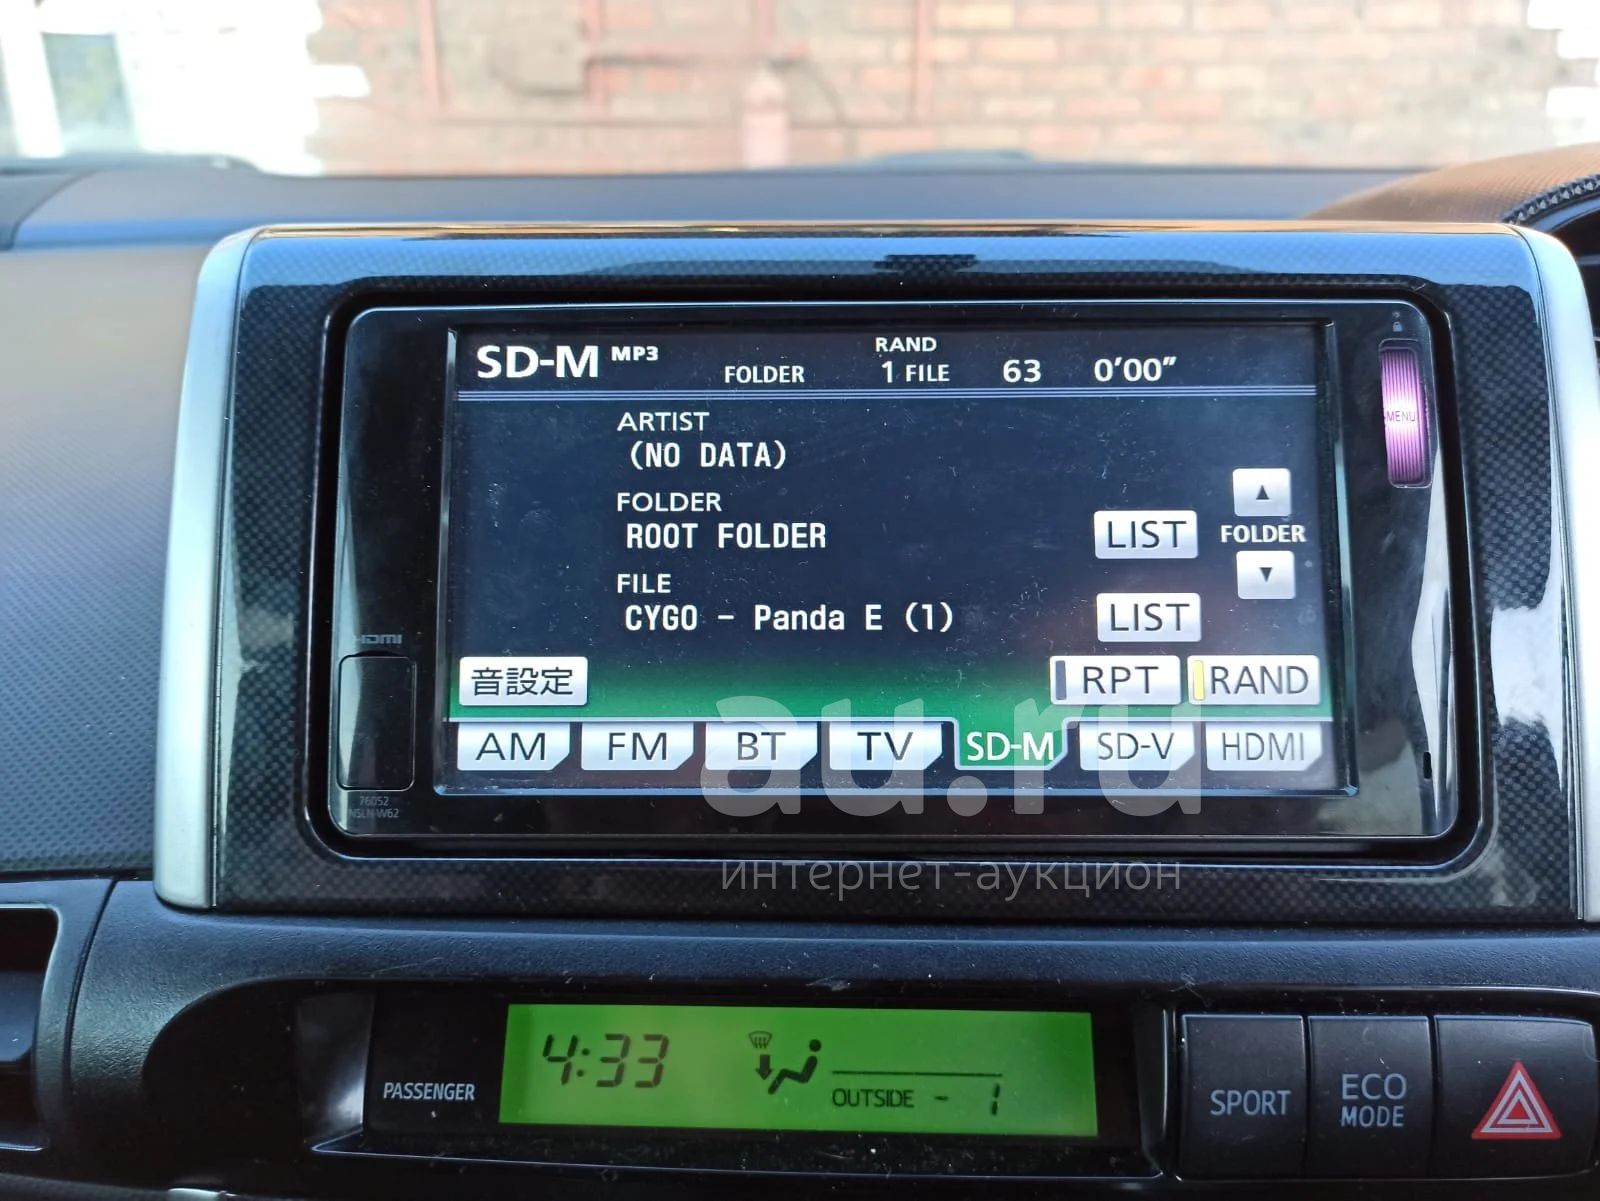 SD-M MP3 FOLDER RAND 1 FILE 63 0'00"
ARTIST
(NO DATA)
FOLDER
ROOT FOLDER
LIST
FOLDER
FILE
CYGO - Panda E (1)
LIST
音設定
RPT
RAND
AM
FM
BT
TV
SD-M
SD-V
HDMI
MENU
HDMI
76052
NSLN-W62
au.ru
интернет-аукцион
PASSENGER
4:33
OUTSIDE - 1
SPORT
ECO
MODE